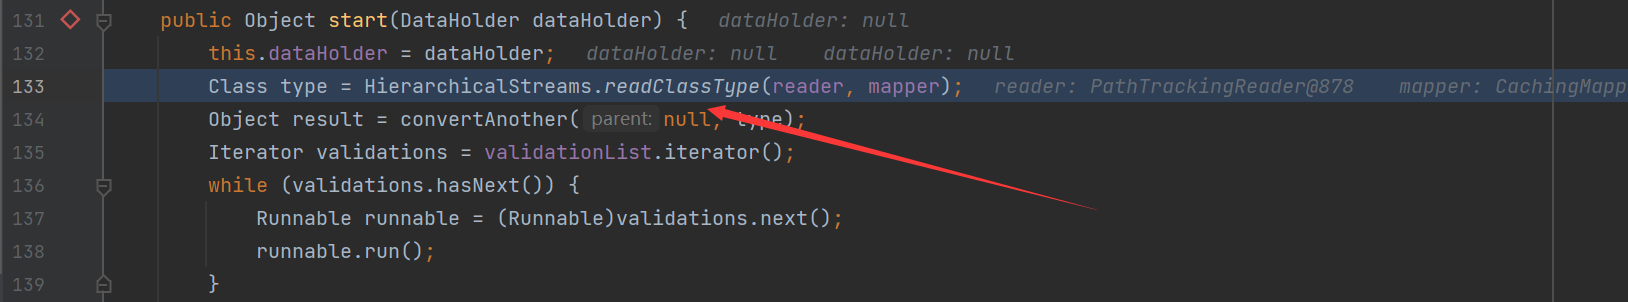 131 public Object start(DataHolder dataHolder) { dataHolder: null
132 this.dataHolder = dataHolder; dataHolder: null dataHolder: null
133 Class type = HierarchicalStreams.readClassType(reader, mapper); reader: PathTrackingReader@878 mapper: CachingMapp
134 Object result = convertAnother( parent: null, type);
135 Iterator validations = validationList.iterator();
136 while (validations.hasNext()) {
137 Runnable runnable = (Runnable)validations.next();
138 runnable.run();
139 }